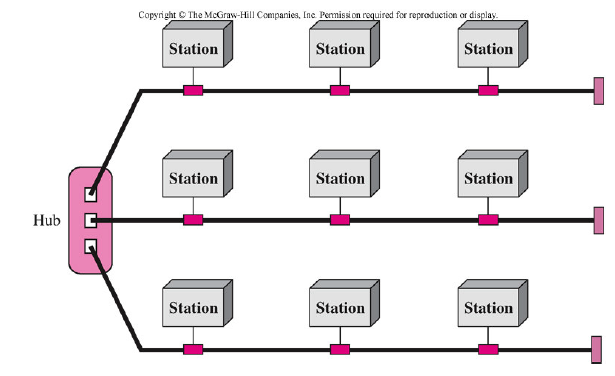 Copyright © The McGraw-Hill Companies, Inc. Permission required for reproduction or display.
Station Station Station
Station Station Station
Hub
Station Station Station